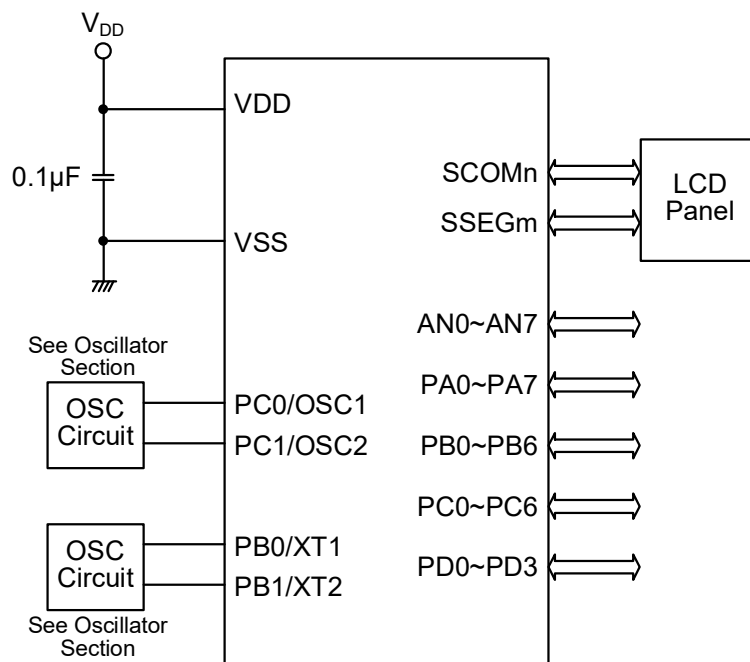 VDD
VDD
0.1µF
VSS
See Oscillator
Section
OSC
Circuit
PC0/OSC1
PC1/OSC2
OSC
Circuit
PB0/XT1
PB1/XT2
See Oscillator
Section
SCOMn
SSEGm
LCD
Panel
AN0~AN7
PA0~PA7
PB0~PB6
PC0~PC6
PD0~PD3